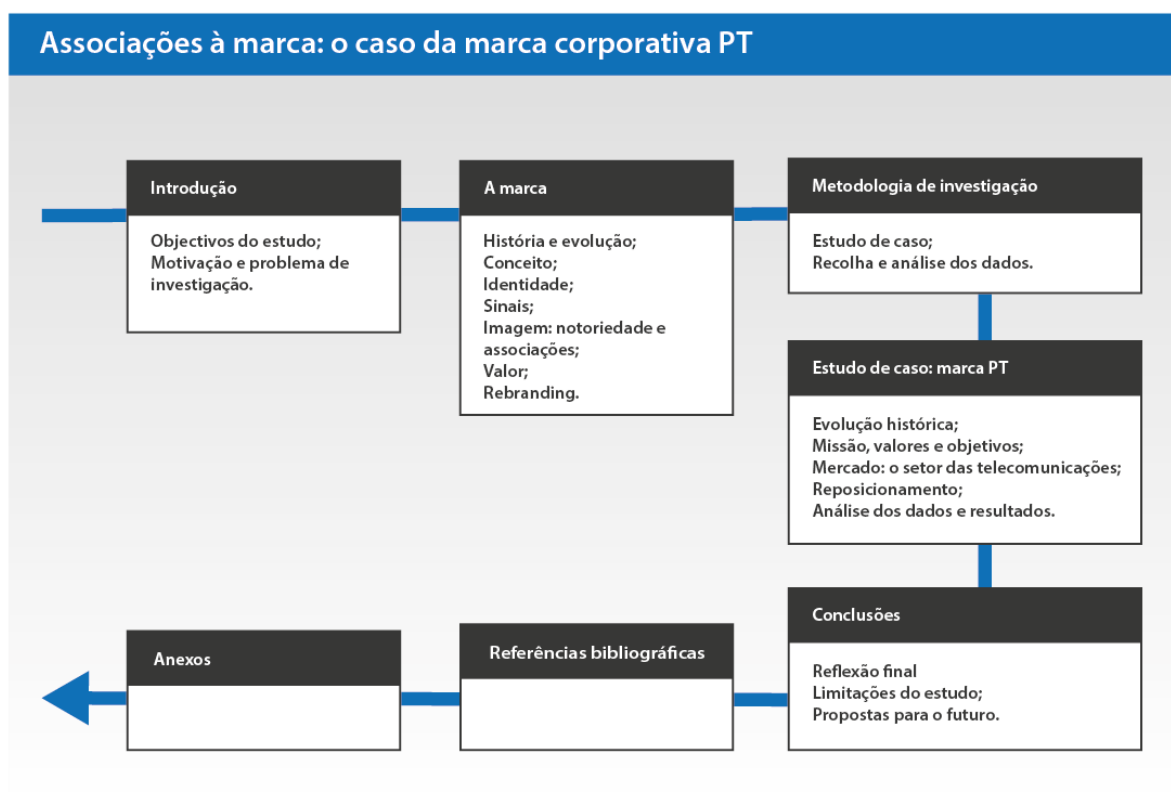 Associações à marca: o caso da marca corporativa PT
Introdução
Objectivos do estudo;
Motivação e problema de
investigação.
A marca
História e evolução;
Conceito;
Identidade;
Sinais;
Imagem: notoriedade e
associações;
Valor;
Rebranding.
Metodologia de investigação
Estudo de caso;
Recolha e análise dos dados.
Estudo de caso: marca PT
Evolução histórica;
Missão, valores e objetivos;
Mercado: o setor das telecomunicações;
Reposicionamento;
Análise dos dados e resultados.
Conclusões
Reflexão final
Limitações do estudo;
Propostas para o futuro.
Referências bibliográficas
Anexos